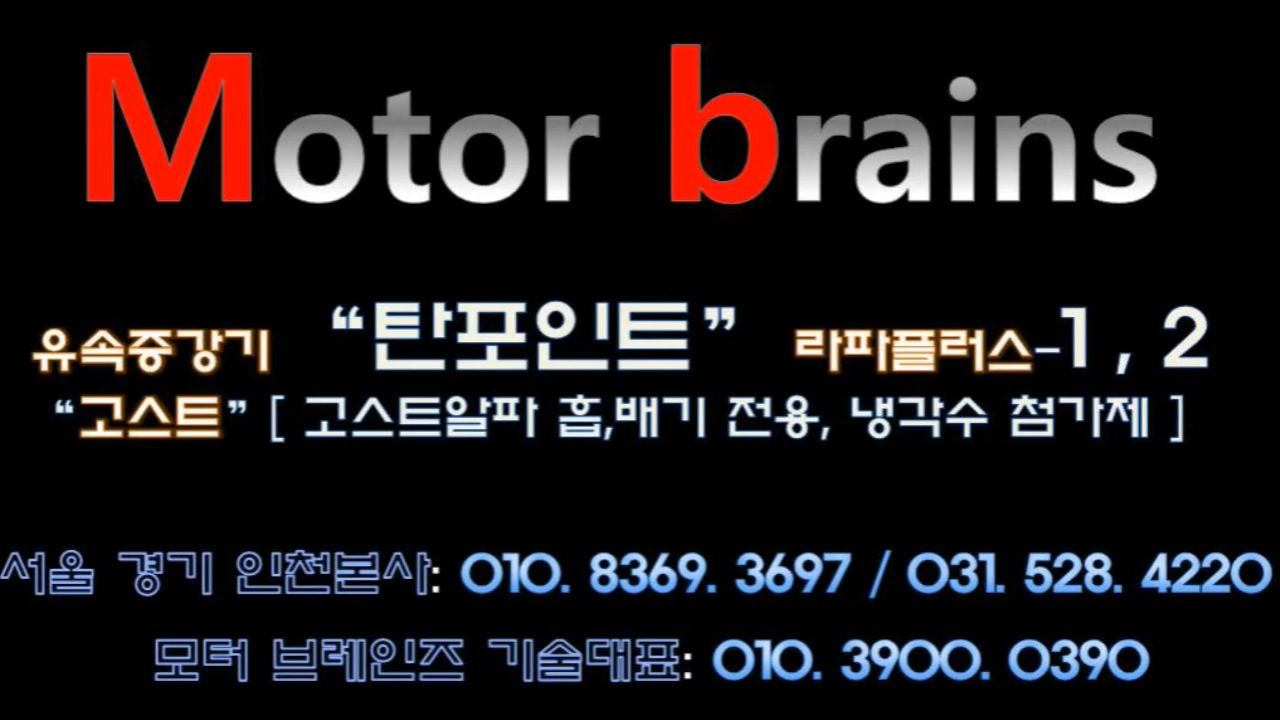 Motor brains
유속증강기 “탄포인트” 라파플러스-1 , 2
“고스트” [ 고스트알파 흡,배기 전용, 냉각수 첨가제 ]
서울 경기 인천본사: 010. 8369. 3697 / 031. 528. 4220
모터 브레인즈 기술대표: 010. 3900. 0390